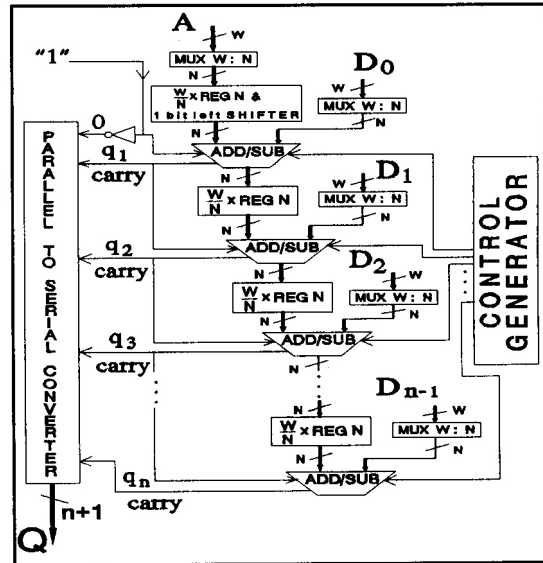 A
W
"1"
MUX W : N
D0
N
W
W/N × REG N &
1 bit left SHIFTER
MUX W : N
N
N
0
ADD/SUB
q1
carry
N
D1
W
W/N × REG N
MUX W : N
N
N
q2
ADD/SUB
carry
N
D2
W
W/N × REG N
MUX W : N
N
N
q3
ADD/SUB
carry
N
Dn-1
N
W
W/N × REG N
MUX W : N
N
N
qn
ADD/SUB
carry
PARALLEL TO SERIAL CONVERTER
CONTROL
GENERATOR
n+1
Q